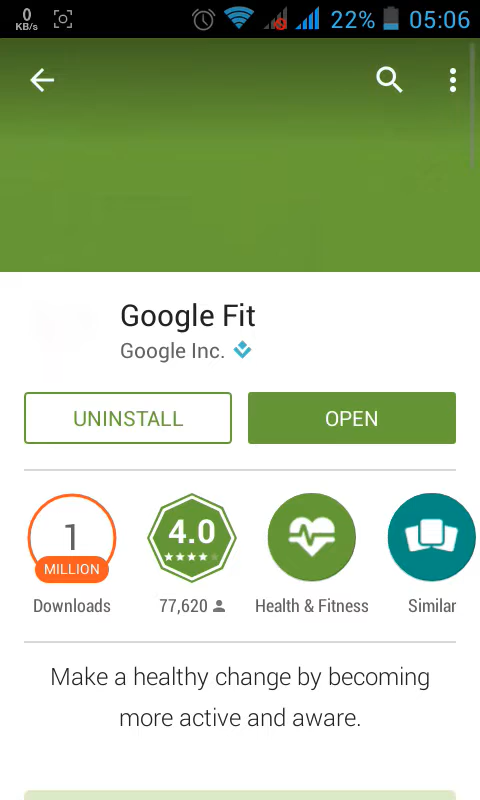 0
KB/s
22%
05:06
Google Fit
Google Inc.
UNINSTALL
OPEN
1
MILLION
Downloads
4.0
77,620
Health & Fitness
Similar
Make a healthy change by becoming
more active and aware.